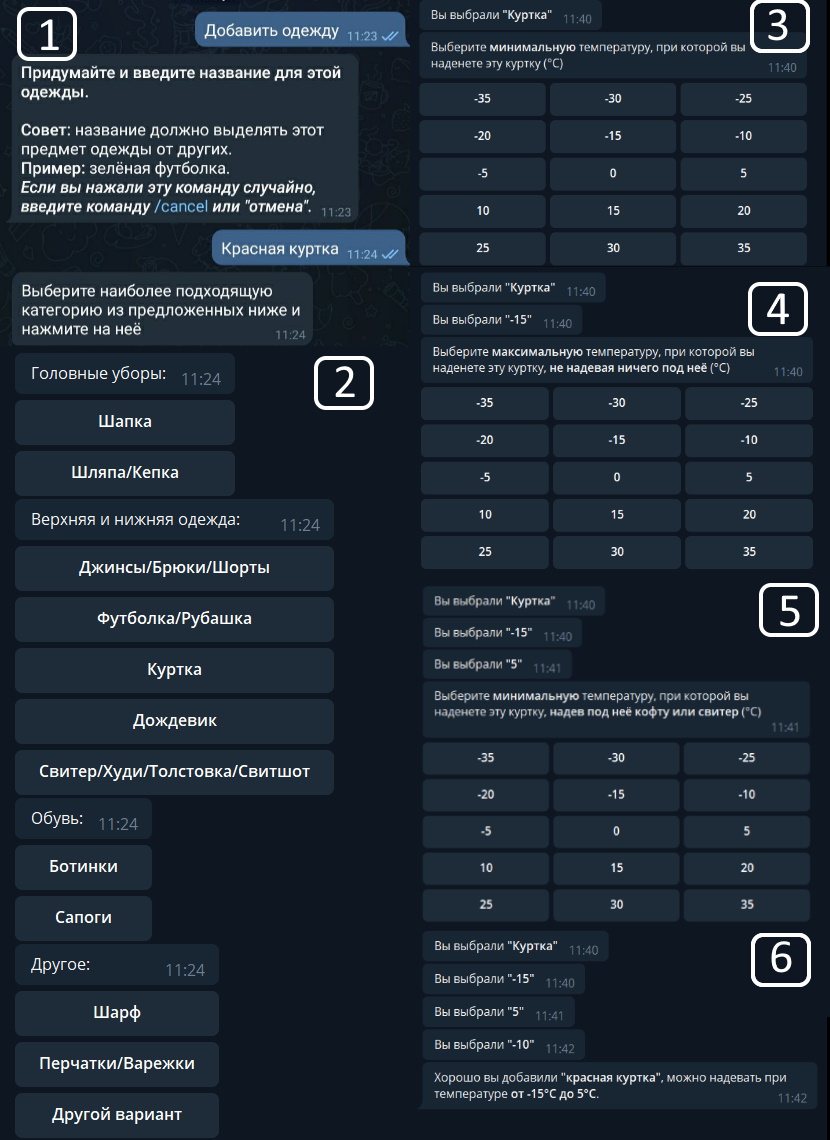 1
Добавить одежду 11:23
Придумайте и введите название для этой
одежды.
Совет: название должно выделять этот
предмет одежды от других.
Пример: зелёная футболка.
Если вы нажали эту команду случайно,
введите команду /cancel или "отмена". 11:23
Красная куртка 11:24
Выберите наиболее подходящую
категорию из предложенных ниже и
нажмите на неё 11:24
2
Головные уборы: 11:24
Шапка
Шляпа/Кепка
Верхняя и нижняя одежда: 11:24
Джинсы/Брюки/Шорты
Футболка/Рубашка
Куртка
Дождевик
Свитер/Худи/Толстовка/Свитшот
Обувь: 11:24
Ботинки
Сапоги
Другое: 11:24
Шарф
Перчатки/Варежки
Другой вариант
3
Вы выбрали "Куртка" 11:40
Выберите минимальную температуру, при которой вы
наденете эту куртку (°C) 11:40
-35 -30 -25
-20 -15 -10
-5 0 5
10 15 20
25 30 35
4
Вы выбрали "Куртка" 11:40
Вы выбрали "-15" 11:40
Выберите максимальную температуру, при которой вы
наденете эту куртку, не надевая ничего под неё (°C) 11:40
-35 -30 -25
-20 -15 -10
-5 0 5
10 15 20
25 30 35
5
Вы выбрали "Куртка" 11:40
Вы выбрали "-15" 11:40
Вы выбрали "5" 11:41
Выберите минимальную температуру, при которой вы
наденете эту куртку, надев под неё кофту или свитер (°C)
11:41
-35 -30 -25
-20 -15 -10
-5 0 5
10 15 20
25 30 35
6
Вы выбрали "Куртка" 11:40
Вы выбрали "-15" 11:40
Вы выбрали "5" 11:41
Вы выбрали "-10" 11:42
Хорошо вы добавили "красная куртка", можно надевать при
температуре от -15°C до 5°C. 11:42